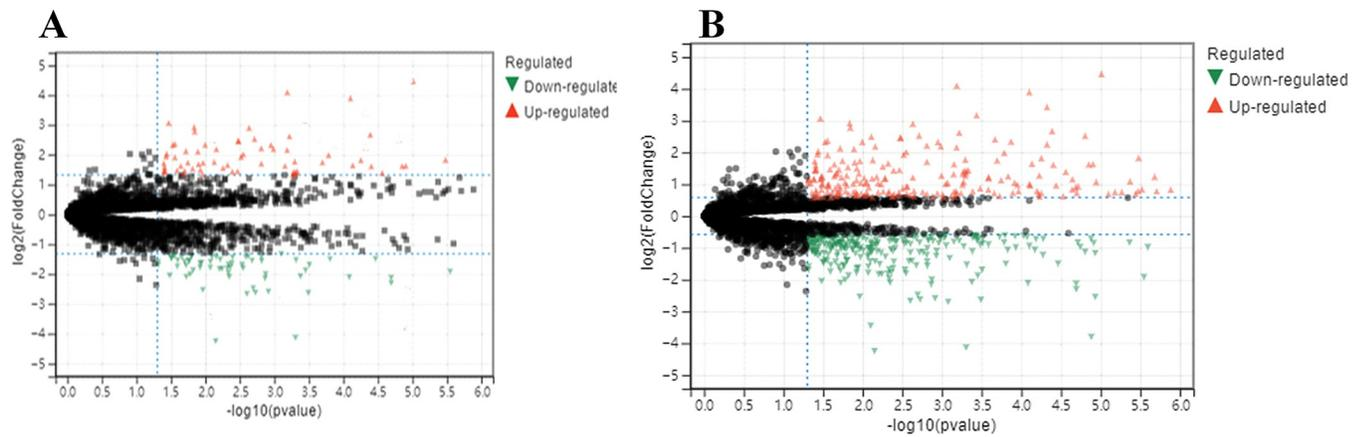 A
5
4
3
2
1
0
−1
−2
−3
−4
−5
log2(FoldChange)
0.0 0.5 1.0 1.5 2.0 2.5 3.0 3.5 4.0 4.5 5.0 5.5 6.0
-log10(pvalue)
Regulated
Down-regulate
Up-regulated
B
5
4
3
2
1
0
−1
−2
−3
−4
−5
log2(FoldChange)
0.0 0.5 1.0 1.5 2.0 2.5 3.0 3.5 4.0 4.5 5.0 5.5 6.0
-log10(pvalue)
Regulated
Down-regulated
Up-regulated